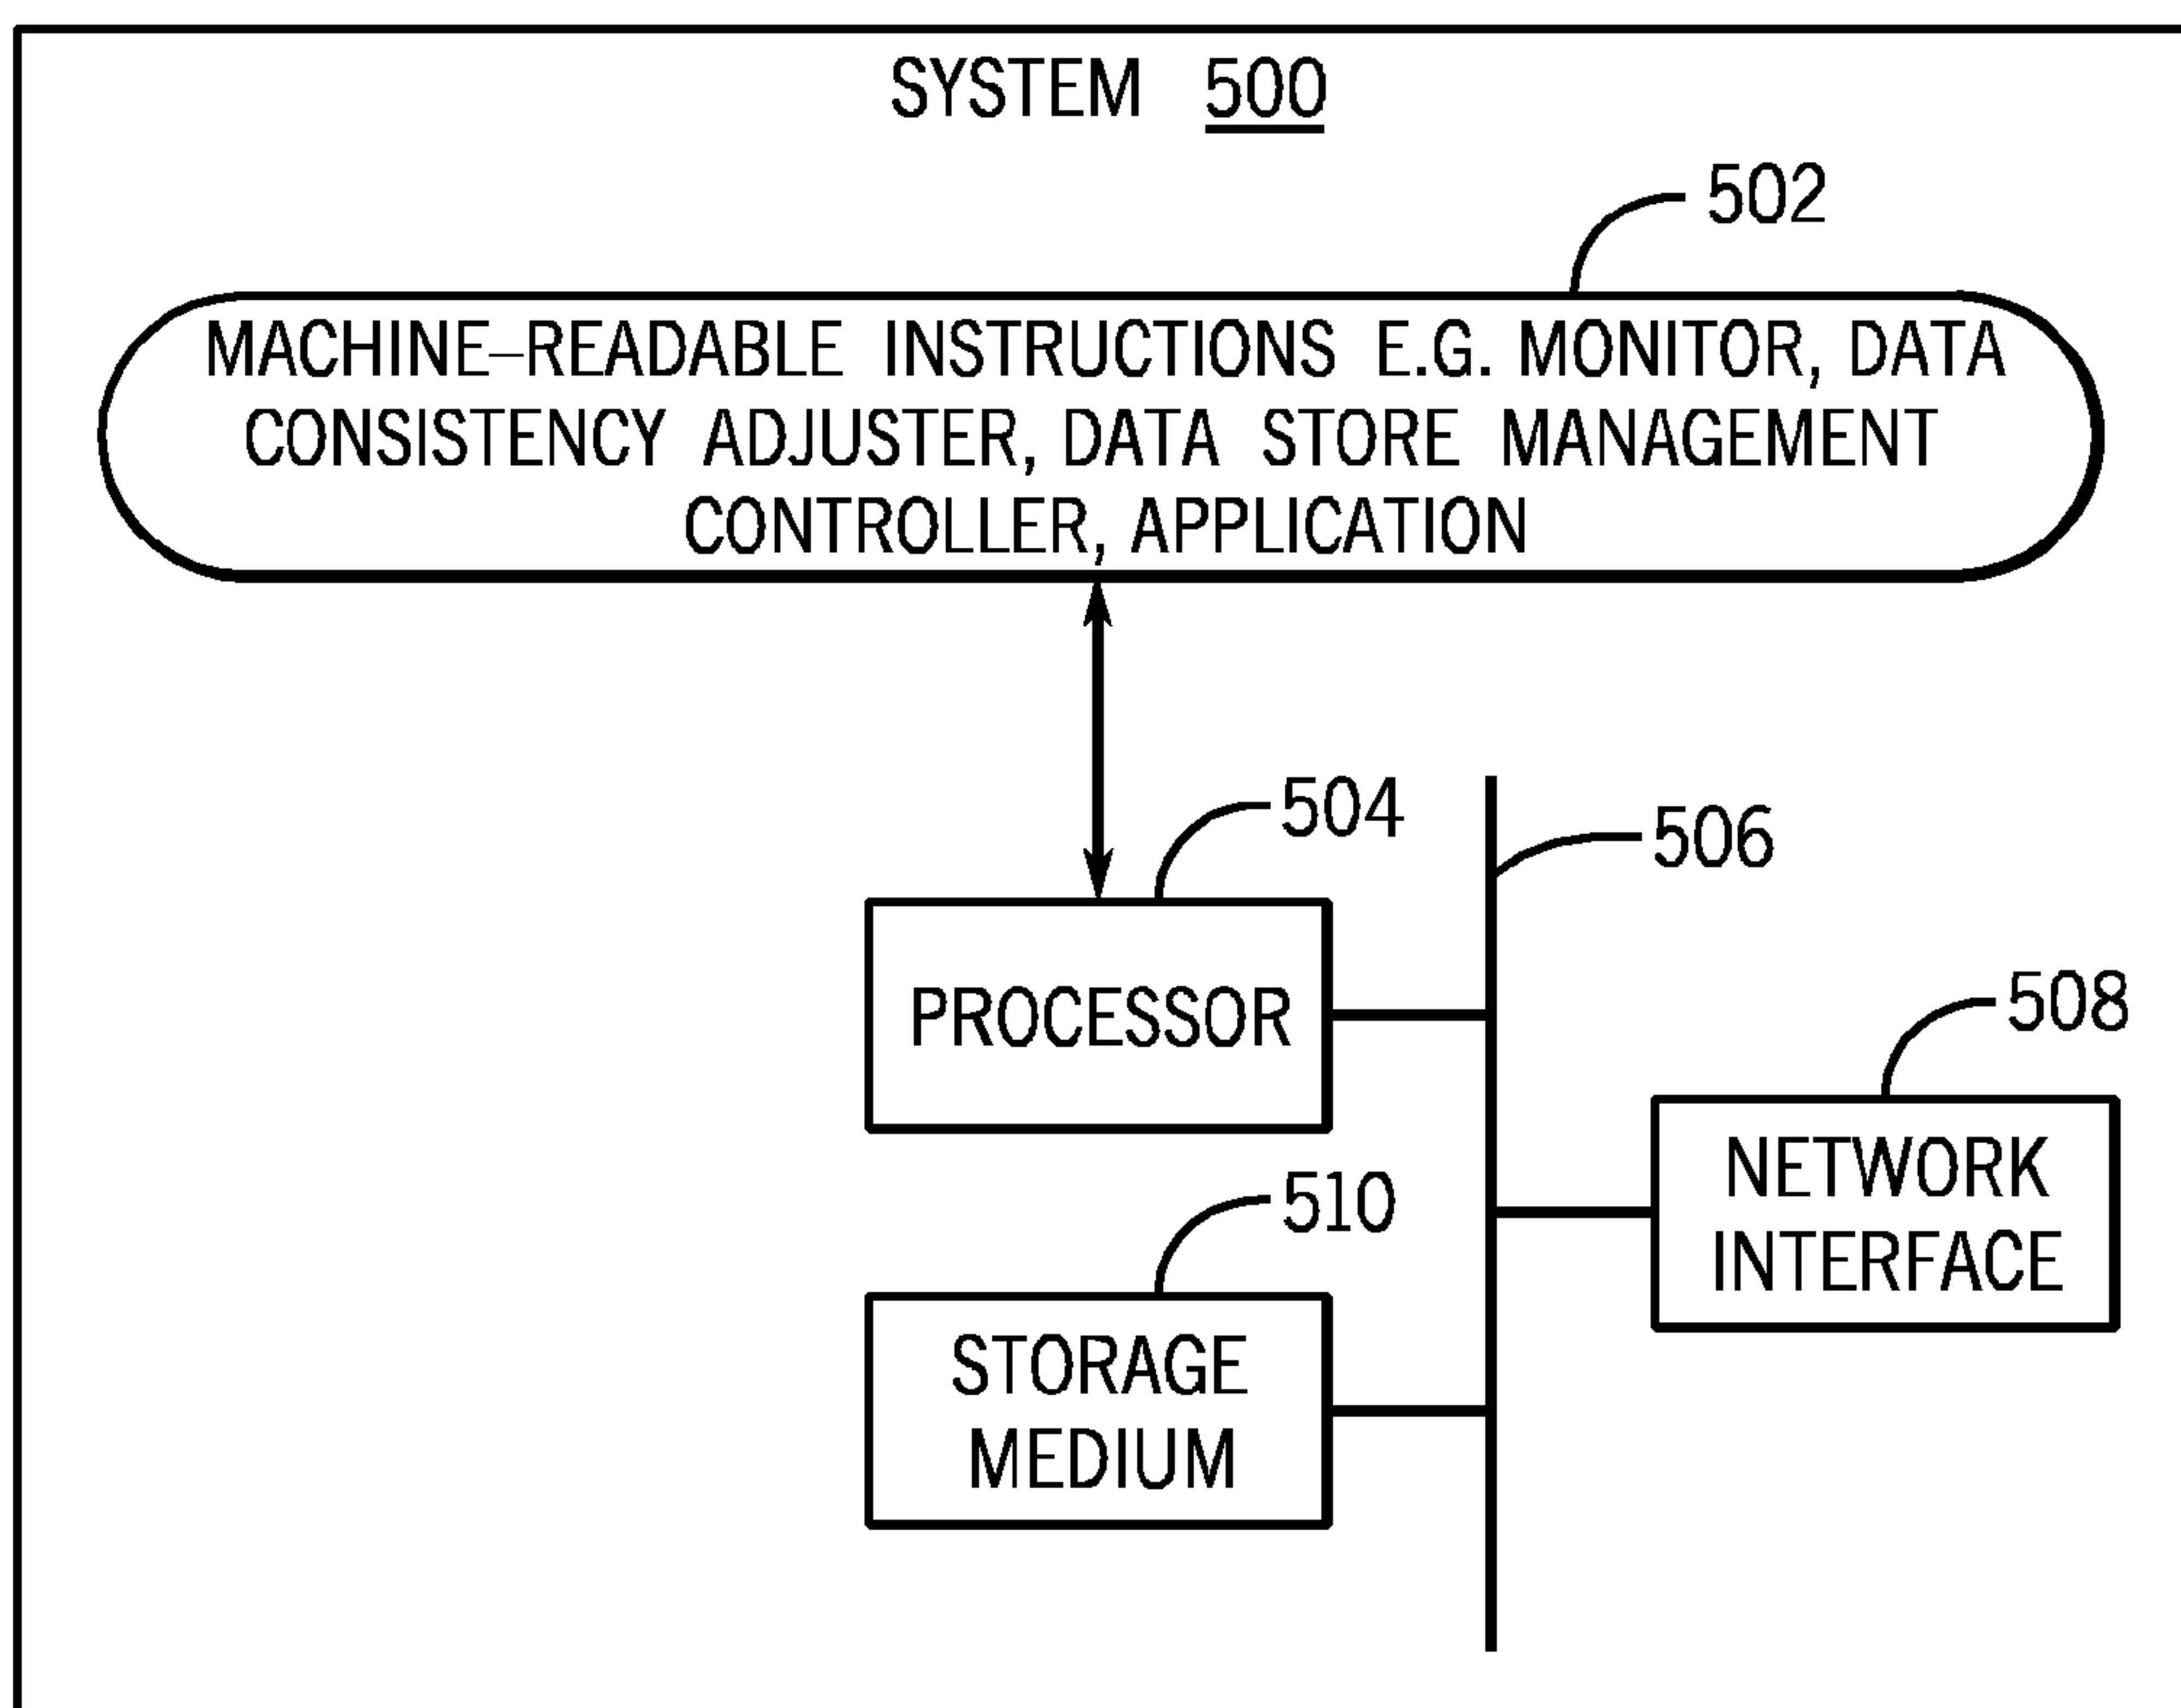 SYSTEM 500
502
MACHINE-READABLE INSTRUCTIONS E.G. MONITOR, DATA
CONSISTENCY ADJUSTER, DATA STORE MANAGEMENT
CONTROLLER, APPLICATION
504
506
PROCESSOR
508
NETWORK
INTERFACE
510
STORAGE
MEDIUM